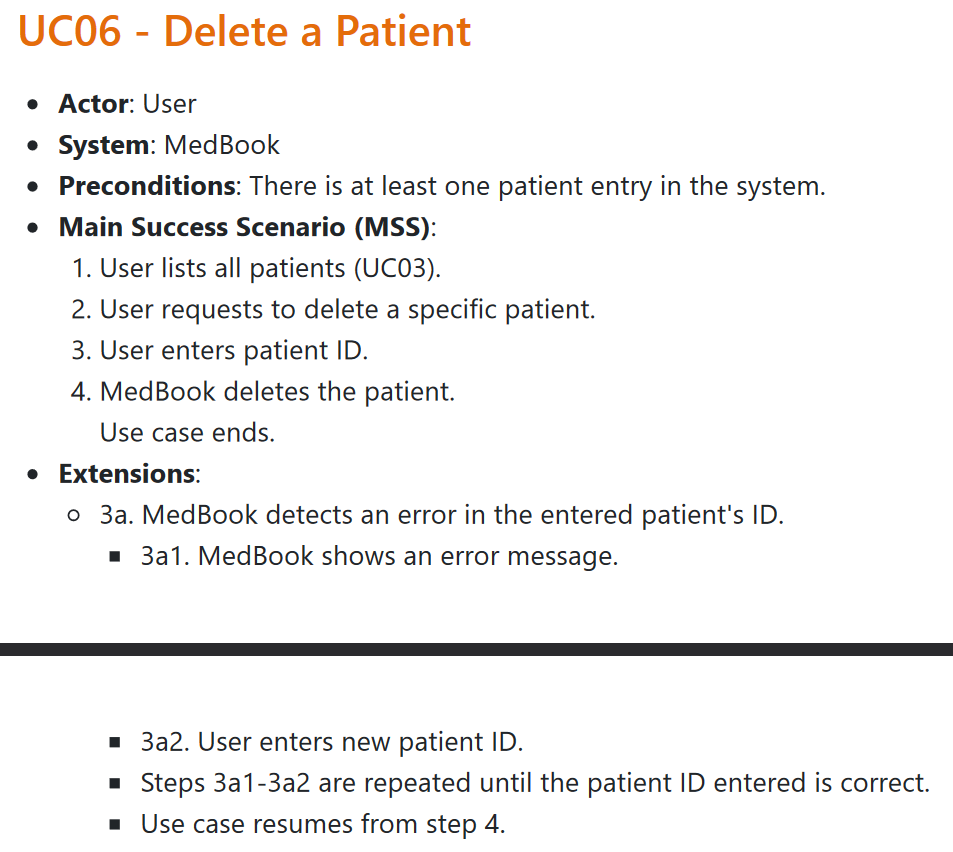 UC06 - Delete a Patient
Actor: User
System: MedBook
Preconditions: There is at least one patient entry in the system.
Main Success Scenario (MSS):
1. User lists all patients (UC03).
2. User requests to delete a specific patient.
3. User enters patient ID.
4. MedBook deletes the patient.
Use case ends.
Extensions:
3a. MedBook detects an error in the entered patient's ID.
3a1. MedBook shows an error message.
3a2. User enters new patient ID.
Steps 3a1-3a2 are repeated until the patient ID entered is correct.
Use case resumes from step 4.